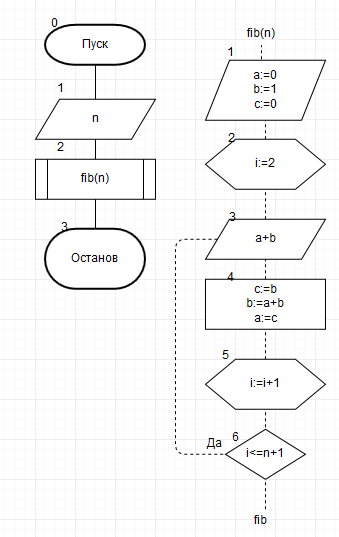 0
Пуск
1
n
2
fib(n)
3
Останов
fib(n)
1
a:=0
b:=1
c:=0
2
i:=2
3
a+b
4
c:=b
b:=a+b
a:=c
5
i:=i+1
6
Да
i<=n+1
fib